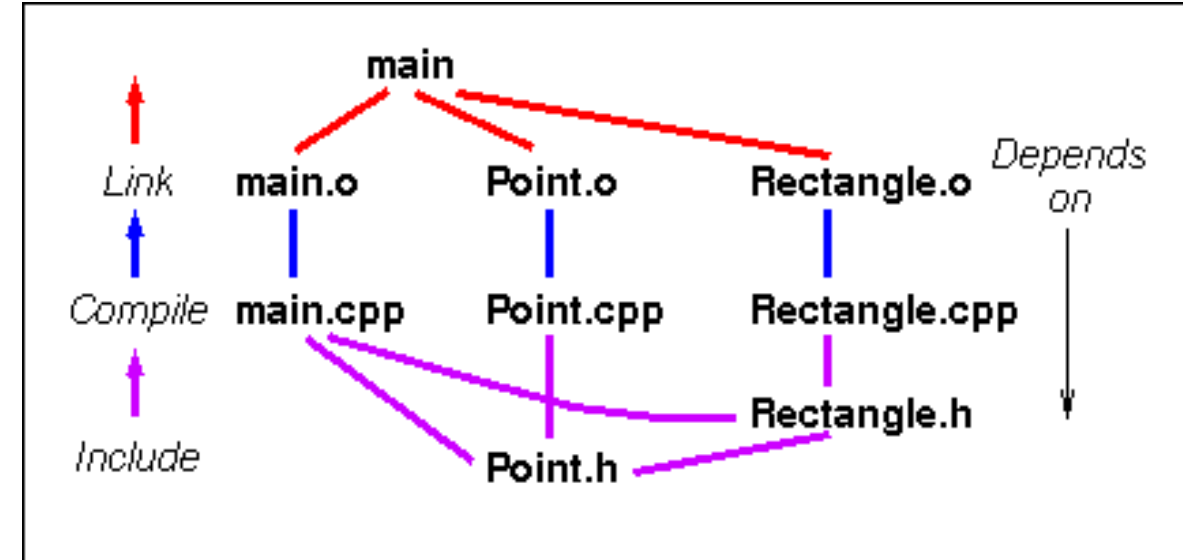 main
Link main.o Point.o Rectangle.o Depends
on
Compile main.cpp Point.cpp Rectangle.cpp
Rectangle.h
Include Point.h